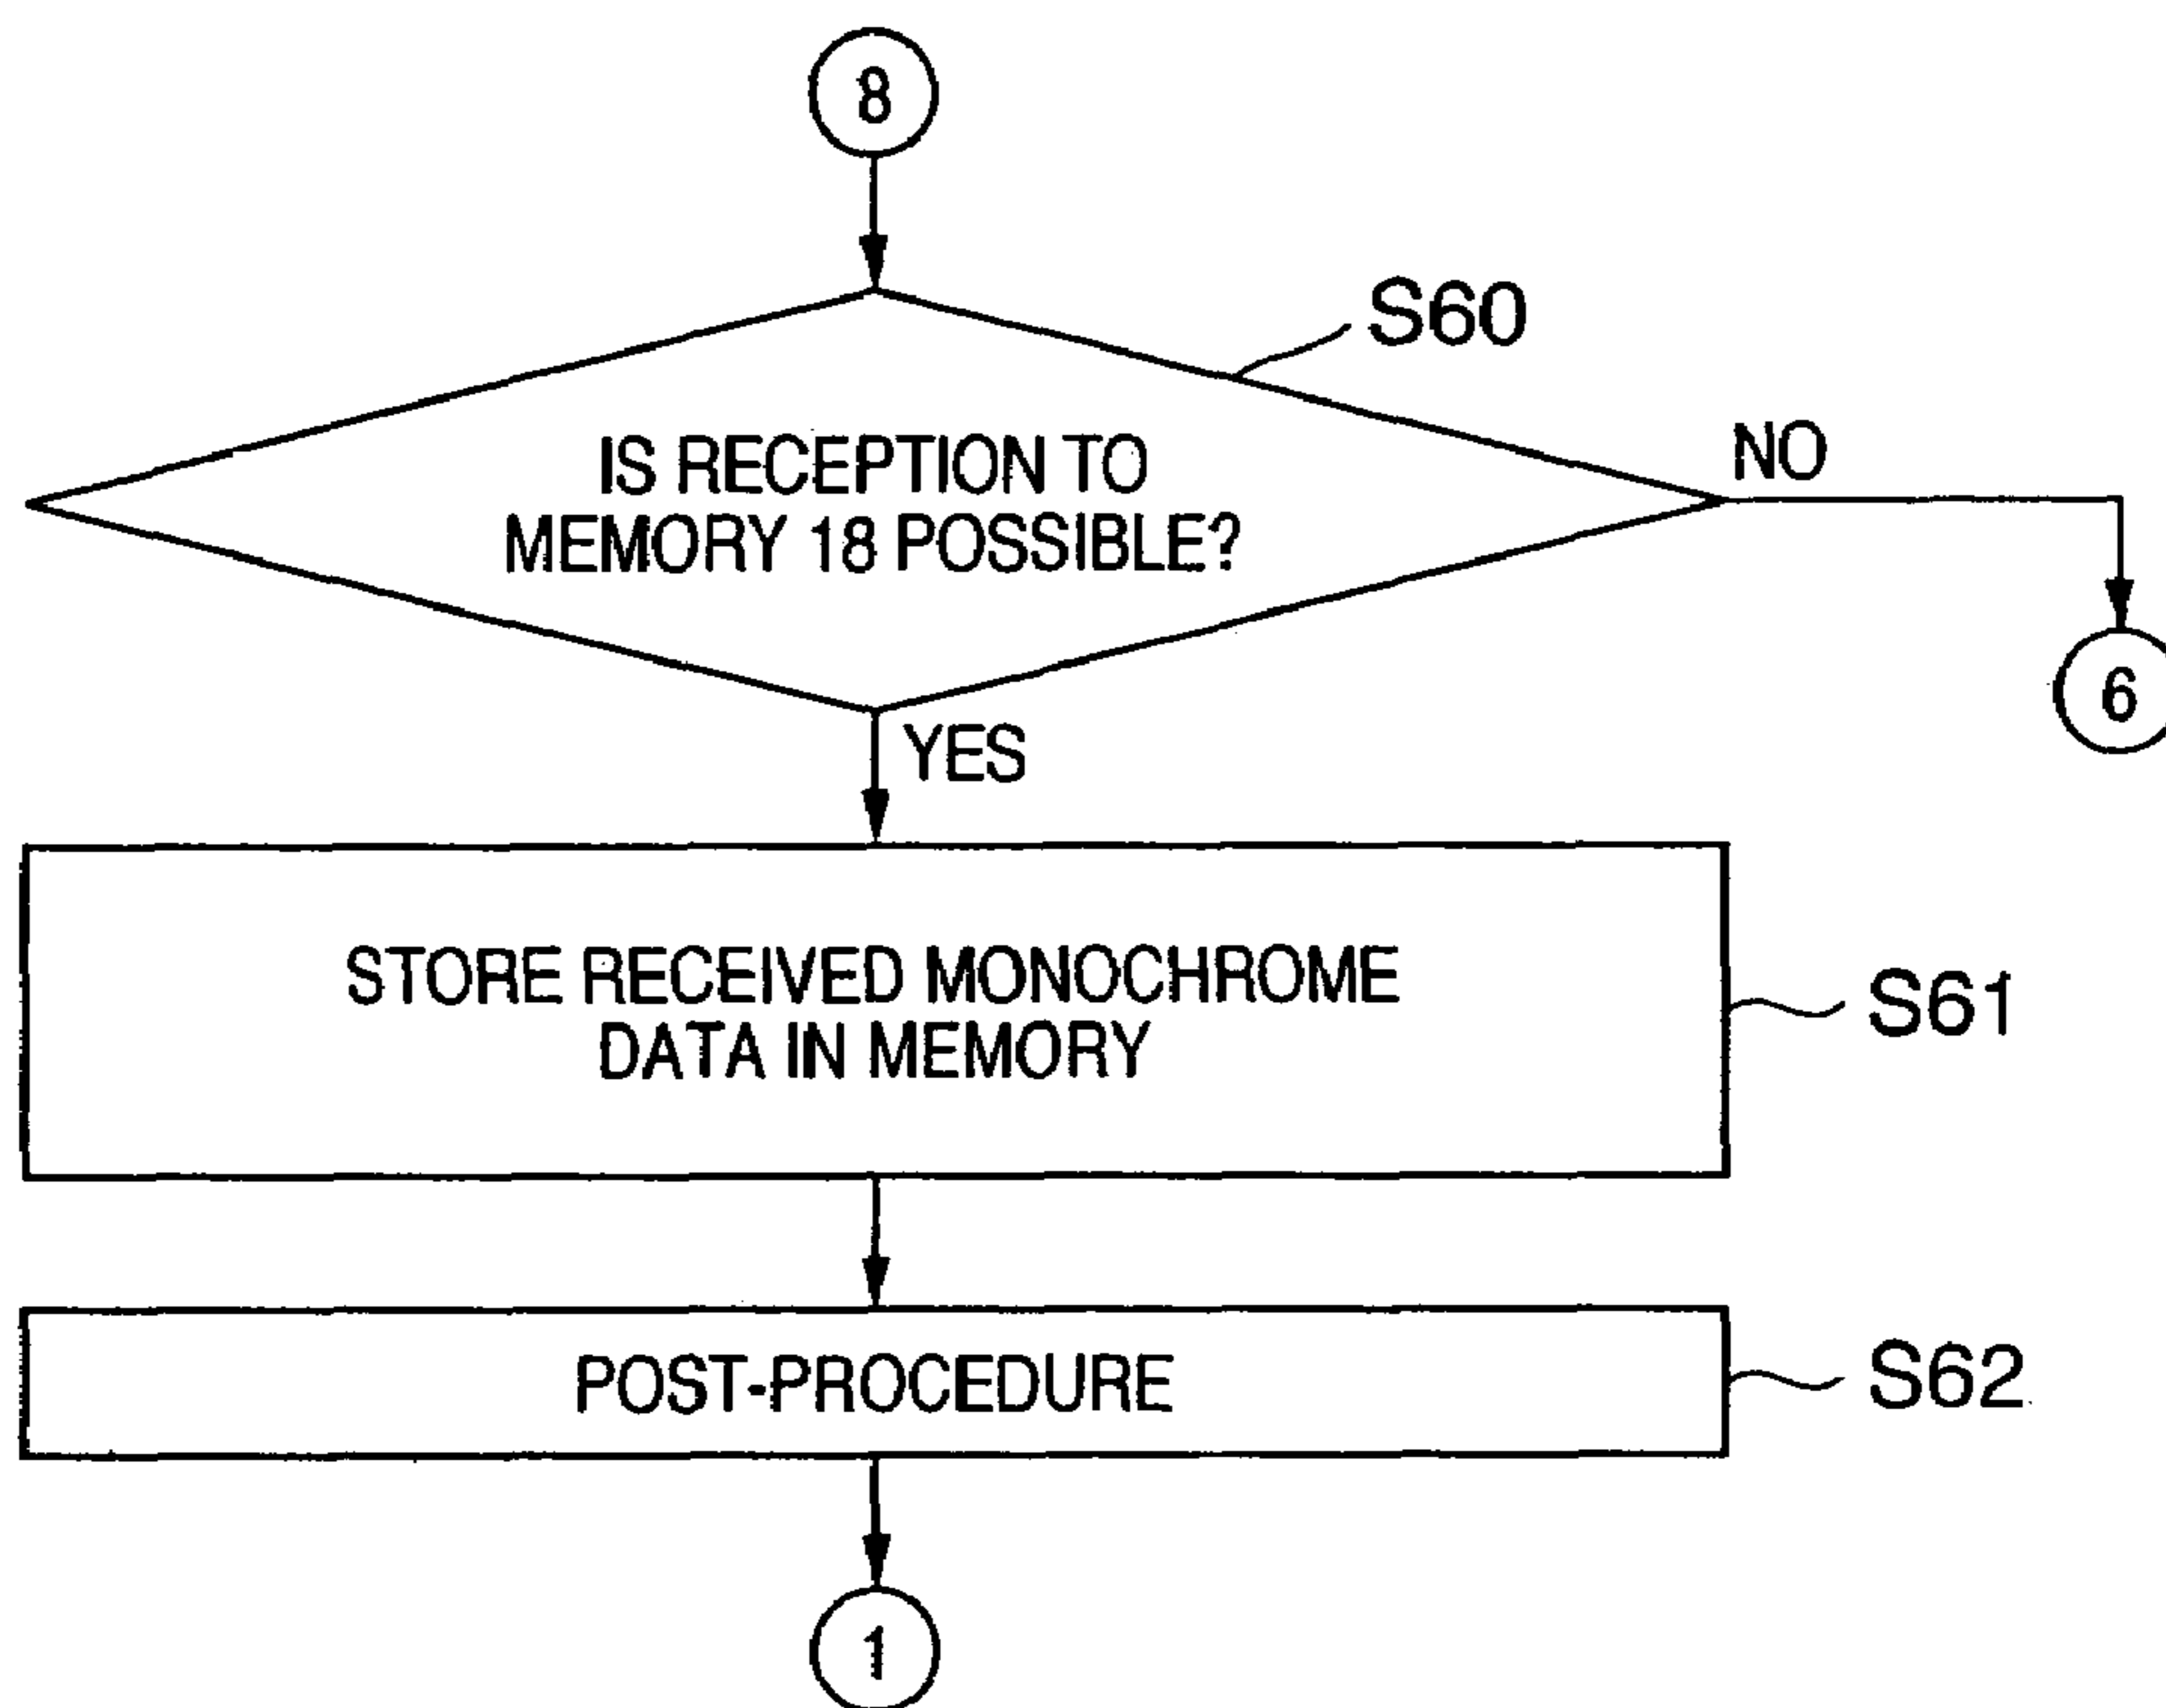 8
S60
IS RECEPTION TO
MEMORY 18 POSSIBLE?
NO
6
YES
STORE RECEIVED MONOCHROME
DATA IN MEMORY
S61
POST-PROCEDURE
S62
1